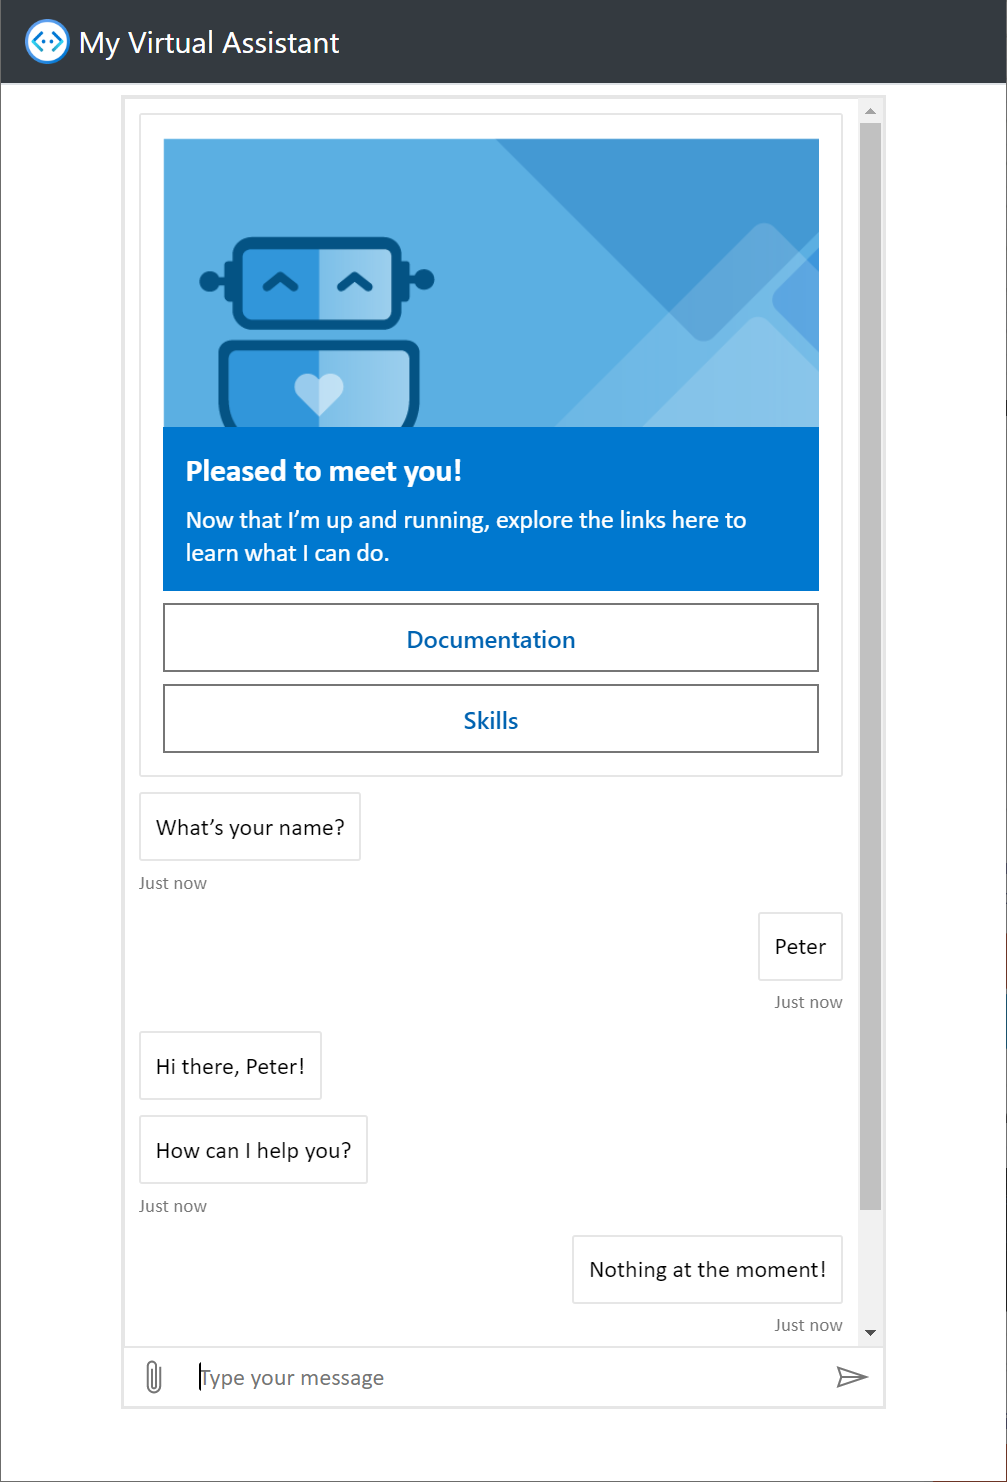 My Virtual Assistant
Pleased to meet you!
Now that I’m up and running, explore the links here to
learn what I can do.
Documentation
Skills
What’s your name?
Just now
Peter
Just now
Hi there, Peter!
How can I help you?
Just now
Nothing at the moment!
Just now
Type your message